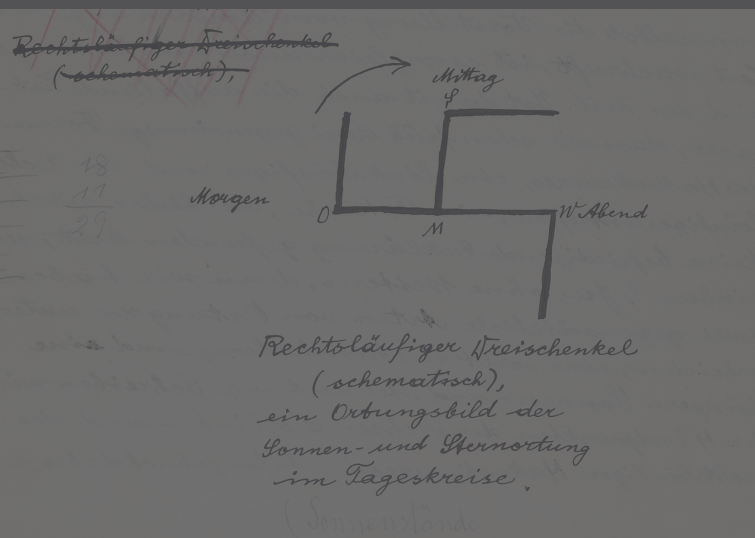 Rechtsläufiger Dreischenkel
(schematisch),
Mittag
S
18
11
29
Morgen
O
M
W Abend
Rechtsläufiger Dreischenkel
(schematisch),
ein Ortungsbild der
Sonnen- und Sternortung
im Tageskreise.
(Sonnenstände